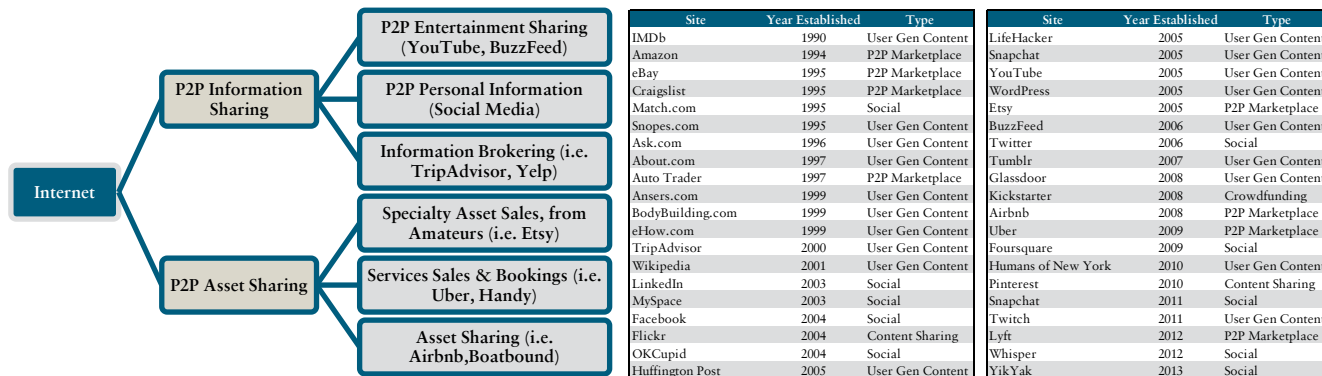 Internet
P2P Information
Sharing
P2P Asset Sharing
P2P Entertainment Sharing
(YouTube, BuzzFeed)
P2P Personal Information
(Social Media)
Information Brokering (i.e.
TripAdvisor, Yelp)
Specialty Asset Sales, from
Amateurs (i.e. Etsy)
Services Sales & Bookings (i.e.
Uber, Handy)
Asset Sharing (i.e.
Airbnb,Boatbound)
Site Year Established Type
IMDb 1990 User Gen Content
Amazon 1994 P2P Marketplace
eBay 1995 P2P Marketplace
Craigslist 1995 P2P Marketplace
Match.com 1995 Social
Snopes.com 1995 User Gen Content
Ask.com 1996 User Gen Content
About.com 1997 User Gen Content
Auto Trader 1997 P2P Marketplace
Ansers.com 1999 User Gen Content
BodyBuilding.com 1999 User Gen Content
eHow.com 1999 User Gen Content
TripAdvisor 2000 User Gen Content
Wikipedia 2001 User Gen Content
LinkedIn 2003 Social
MySpace 2003 Social
Facebook 2004 Social
Flickr 2004 Content Sharing
OKCupid 2004 Social
Huffington Post 2005 User Gen Content
Site Year Established Type
LifeHacker 2005 User Gen Content
Snapchat 2005 User Gen Content
YouTube 2005 User Gen Content
WordPress 2005 User Gen Content
Etsy 2005 P2P Marketplace
BuzzFeed 2006 User Gen Content
Twitter 2006 Social
Tumblr 2007 User Gen Content
Glassdoor 2008 User Gen Content
Kickstarter 2008 Crowdfunding
Airbnb 2008 P2P Marketplace
Uber 2009 P2P Marketplace
Foursquare 2009 Social
Humans of New York 2010 User Gen Content
Pinterest 2010 Content Sharing
Snapchat 2011 Social
Twitch 2011 User Gen Content
Lyft 2012 P2P Marketplace
Whisper 2012 Social
YikYak 2013 Social